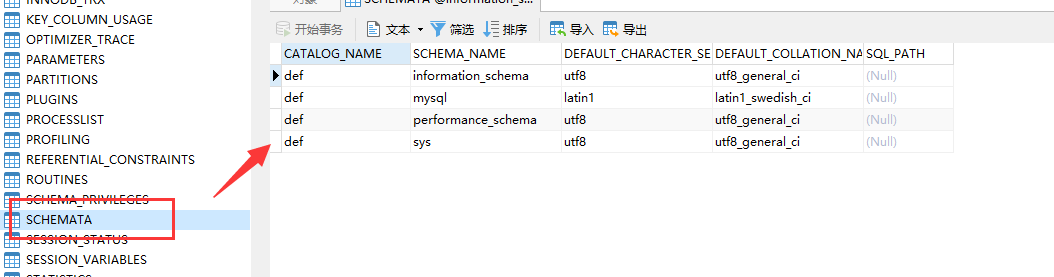 INNODB_TRX
KEY_COLUMN_USAGE
OPTIMIZER_TRACE
PARAMETERS
PARTITIONS
PLUGINS
PROCESSLIST
PROFILING
REFERENTIAL_CONSTRAINTS
ROUTINES
SCHEMA_PRIVILEGES
SCHEMATA
SESSION_STATUS
SESSION_VARIABLES
STATISTICS
对象 SCHEMATA @information_s...
开始事务 文本 筛选 排序 导入 导出
CATALOG_NAME SCHEMA_NAME DEFAULT_CHARACTER_SE DEFAULT_COLLATION_NA SQL_PATH
def information_schema utf8 utf8_general_ci (Null)
def mysql latin1 latin1_swedish_ci (Null)
def performance_schema utf8 utf8_general_ci (Null)
def sys utf8 utf8_general_ci (Null)